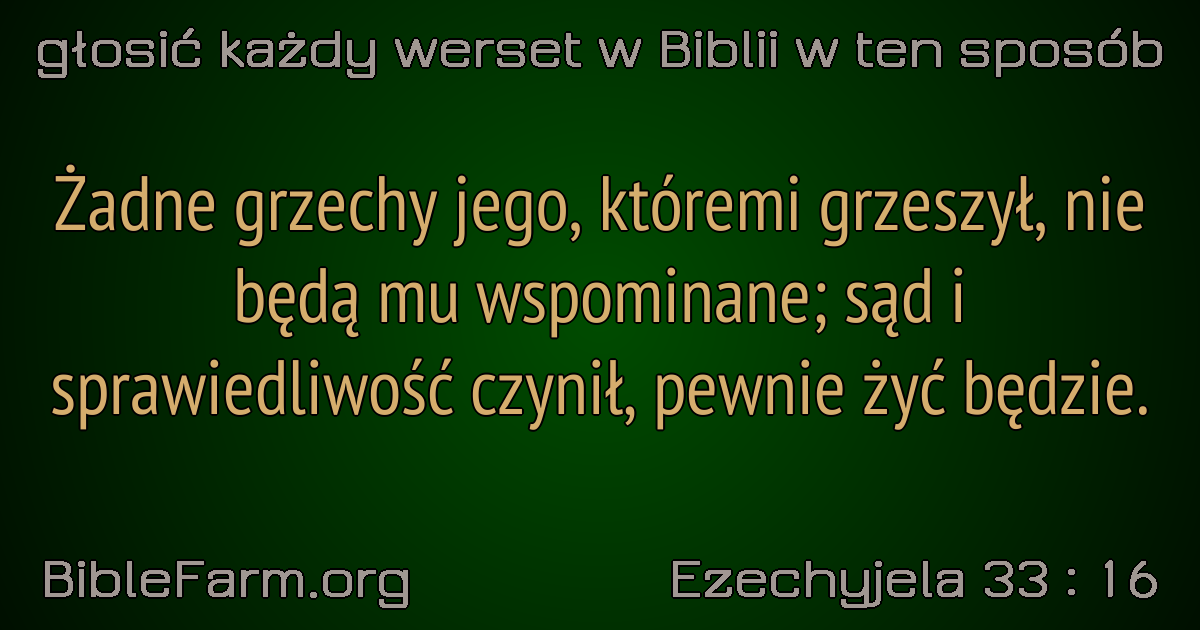 głosić każdy werset w Biblii w ten sposób
Żadne grzechy jego, któremi grzeszył, nie
będą mu wspominane; sąd i
sprawiedliwość czynił, pewnie żyć będzie.
BibleFarm.org
Ezechyjela 33 : 16